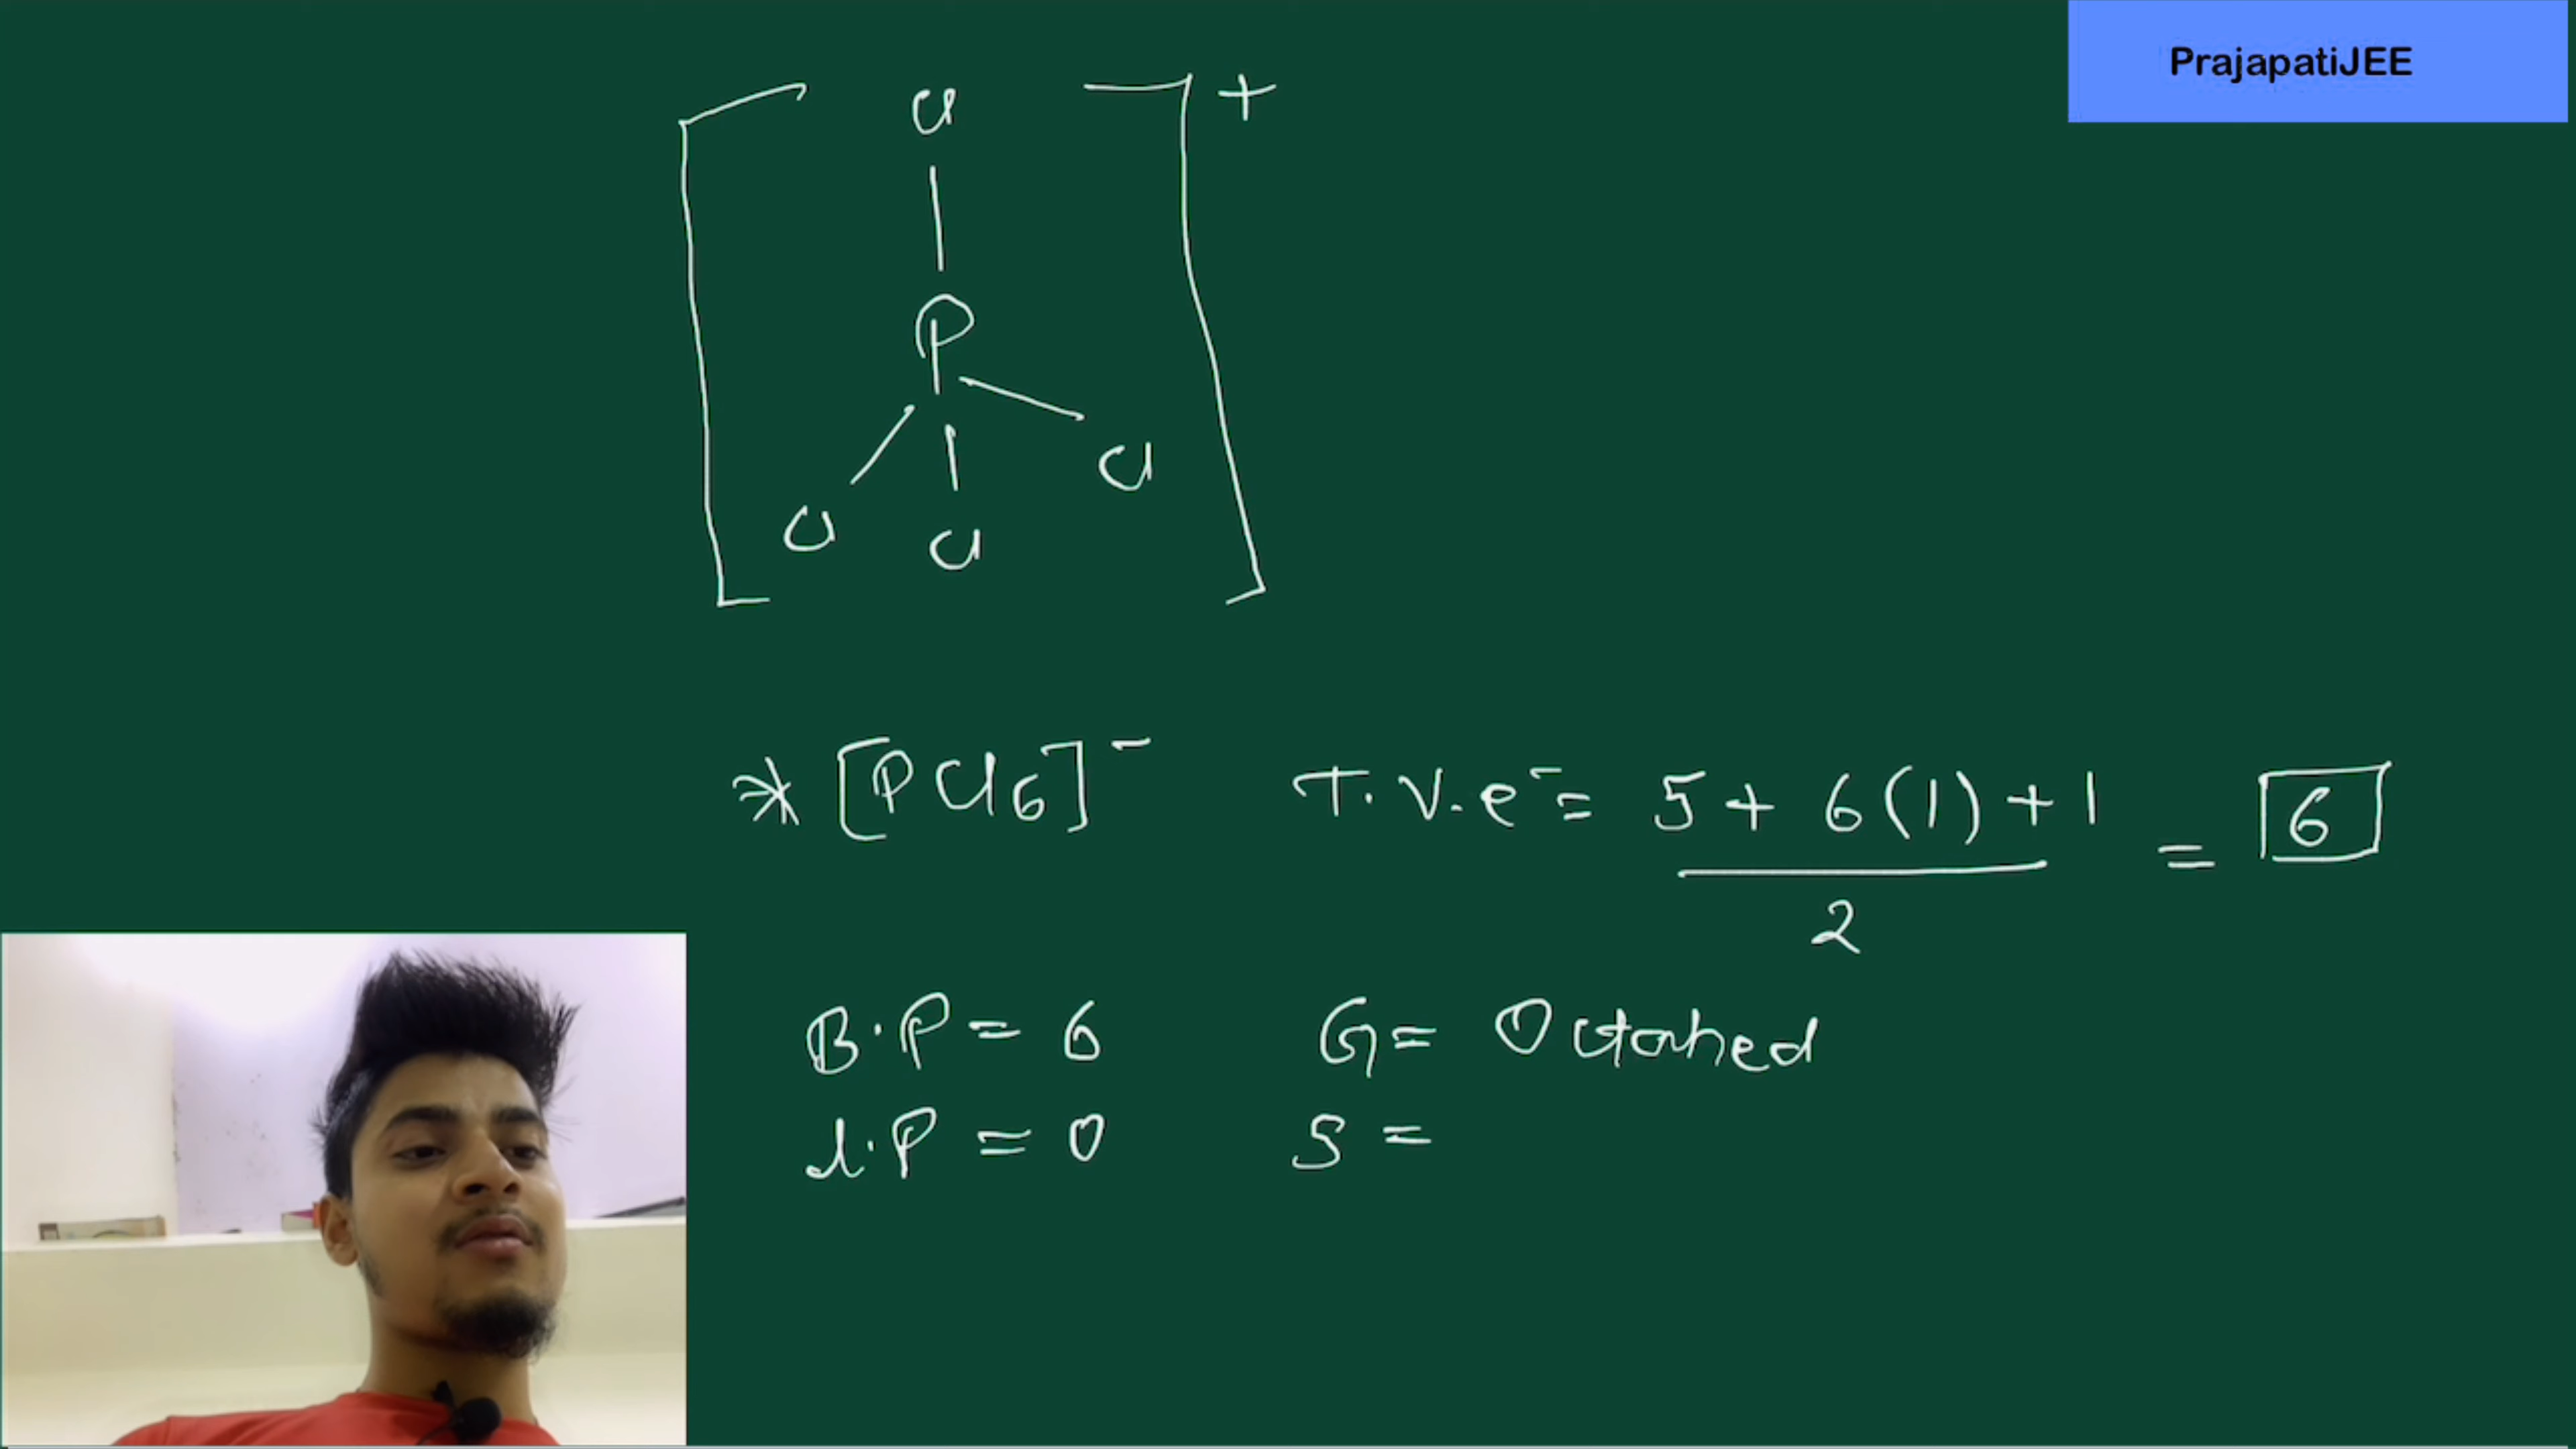 PrajapatiJEE
[ Cl +
P
Cl
Cl Cl ]
* [PCl6]⁻ T.V.e⁻ = 5 + 6(1) + 1 / 2 = 6
B.P = 6 G = Octahed
l.P = 0 S =